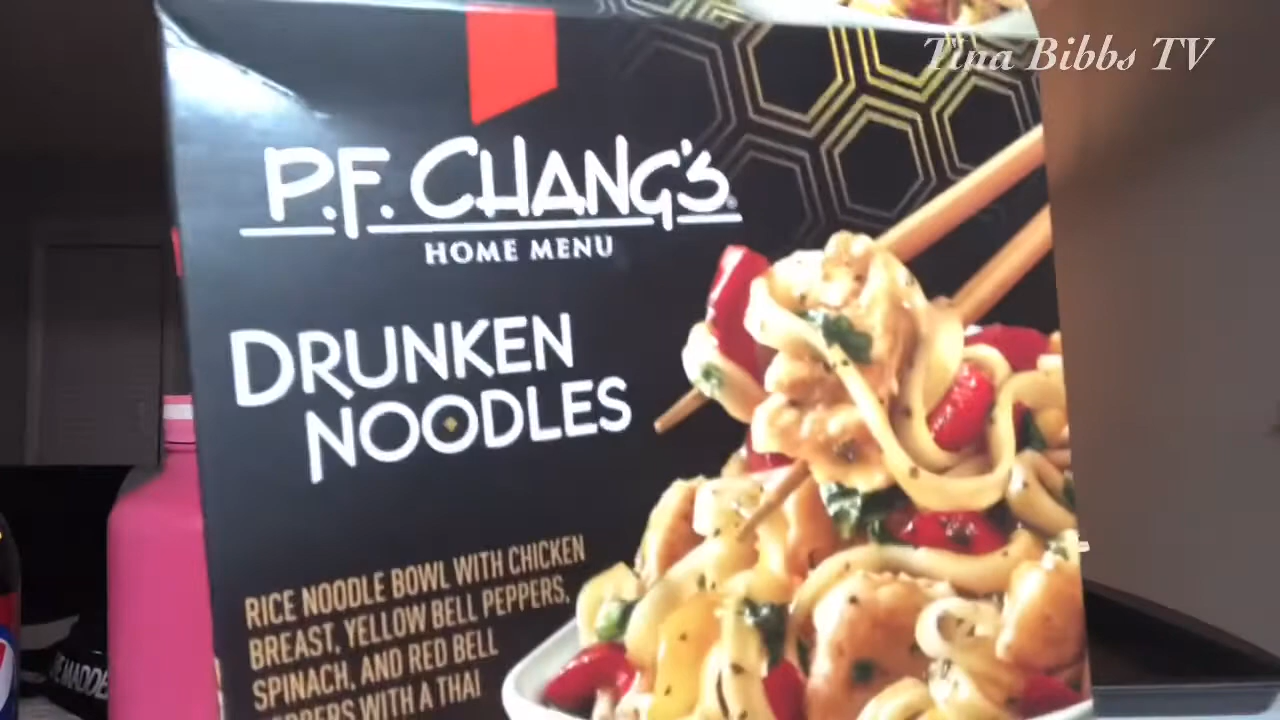 Tina Bibbs TV
P.F. CHANG'S
HOME MENU
DRUNKEN
NOODLES
RICE NOODLE BOWL WITH CHICKEN
BREAST, YELLOW BELL PEPPERS,
SPINACH, AND RED BELL
PEPPERS WITH A THAI